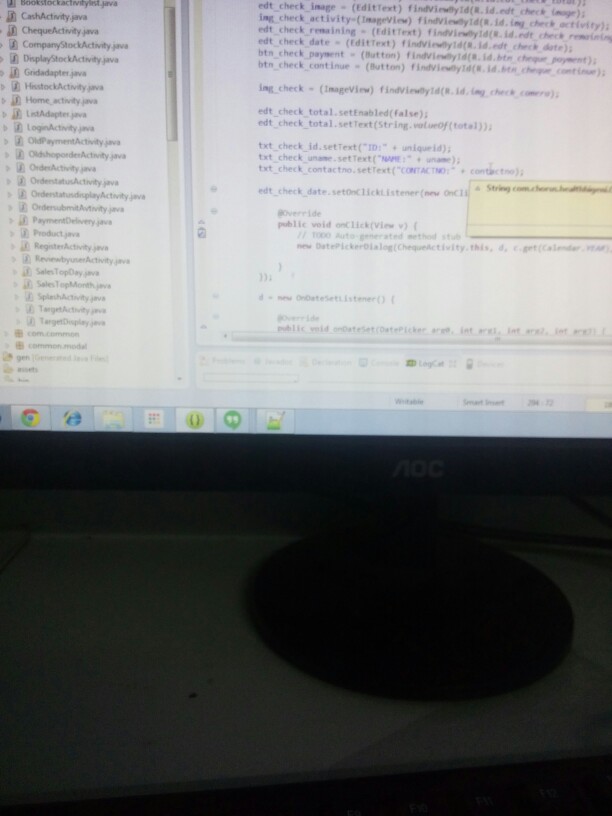 Bookstockactivitylist.java
CashActivity.java
ChequeActivity.java
CompanyStockActivity.java
DisplayStockActivity.java
Gridadapter.java
HisstockActivity.java
Home_activity.java
ListAdapter.java
LoginActivity.java
OldPaymentActivity.java
OldshoporderActivity.java
OrderActivity.java
OrderstatusActivity.java
OrderstatusdisplayActivity.java
OrdersubmitAvtivity.java
PaymentDelivery.java
Product.java
RegisterActivity.java
ReviewbyusesActivity.java
SalesTopDay.java
SalesTopMonth.java
SplashActivity.java
TargetActivity.java
TargetDisplay.java
com.common
common.modal
gen [Generated Java Files]
assets
edt_check_image = (EditText) findViewById(R.id.edt_check_image);
img_check_activity=(ImageView) findViewById(R.id.img_check_activity);
edt_check_remaining = (EditText) findViewById(R.id.edt_check_remaining
edt_check_date = (EditText) findViewById(R.id.edt_check_date);
btn_check_payment = (Button) findViewById(R.id.btn_cheque_payment);
btn_check_continue = (Button) findViewById(R.id.btn_cheque_continue);
img_check = (ImageView) findViewById(R.id.img_check_camera);
edt_check_total.setEnabled(false);
edt_check_total.setText(String.valueOf(total));
txt_check_id.setText("ID:" + uniqueid);
txt_check_uname.setText("NAME:" + uname);
txt_check_contactno.setText("CONTACTNO:" + contactno);
edt_check_date.setOnClickListener(new OnCli
@Override
public void onClick(View v) {
// TODO Auto-generated method stub
new DatePickerDialog(ChequeActivity.this, d, c.get(Calendar.YEAR),
}
});
d = new OnDateSetListener() {
@Override
public void onDateSet(DatePicker arg0, int arg1, int arg2, int arg3) {
Problems Javadoc Declaration Console LogCat Devices
Writable Smart Insert 294 : 72
AOC
F9 F10 F11 F12